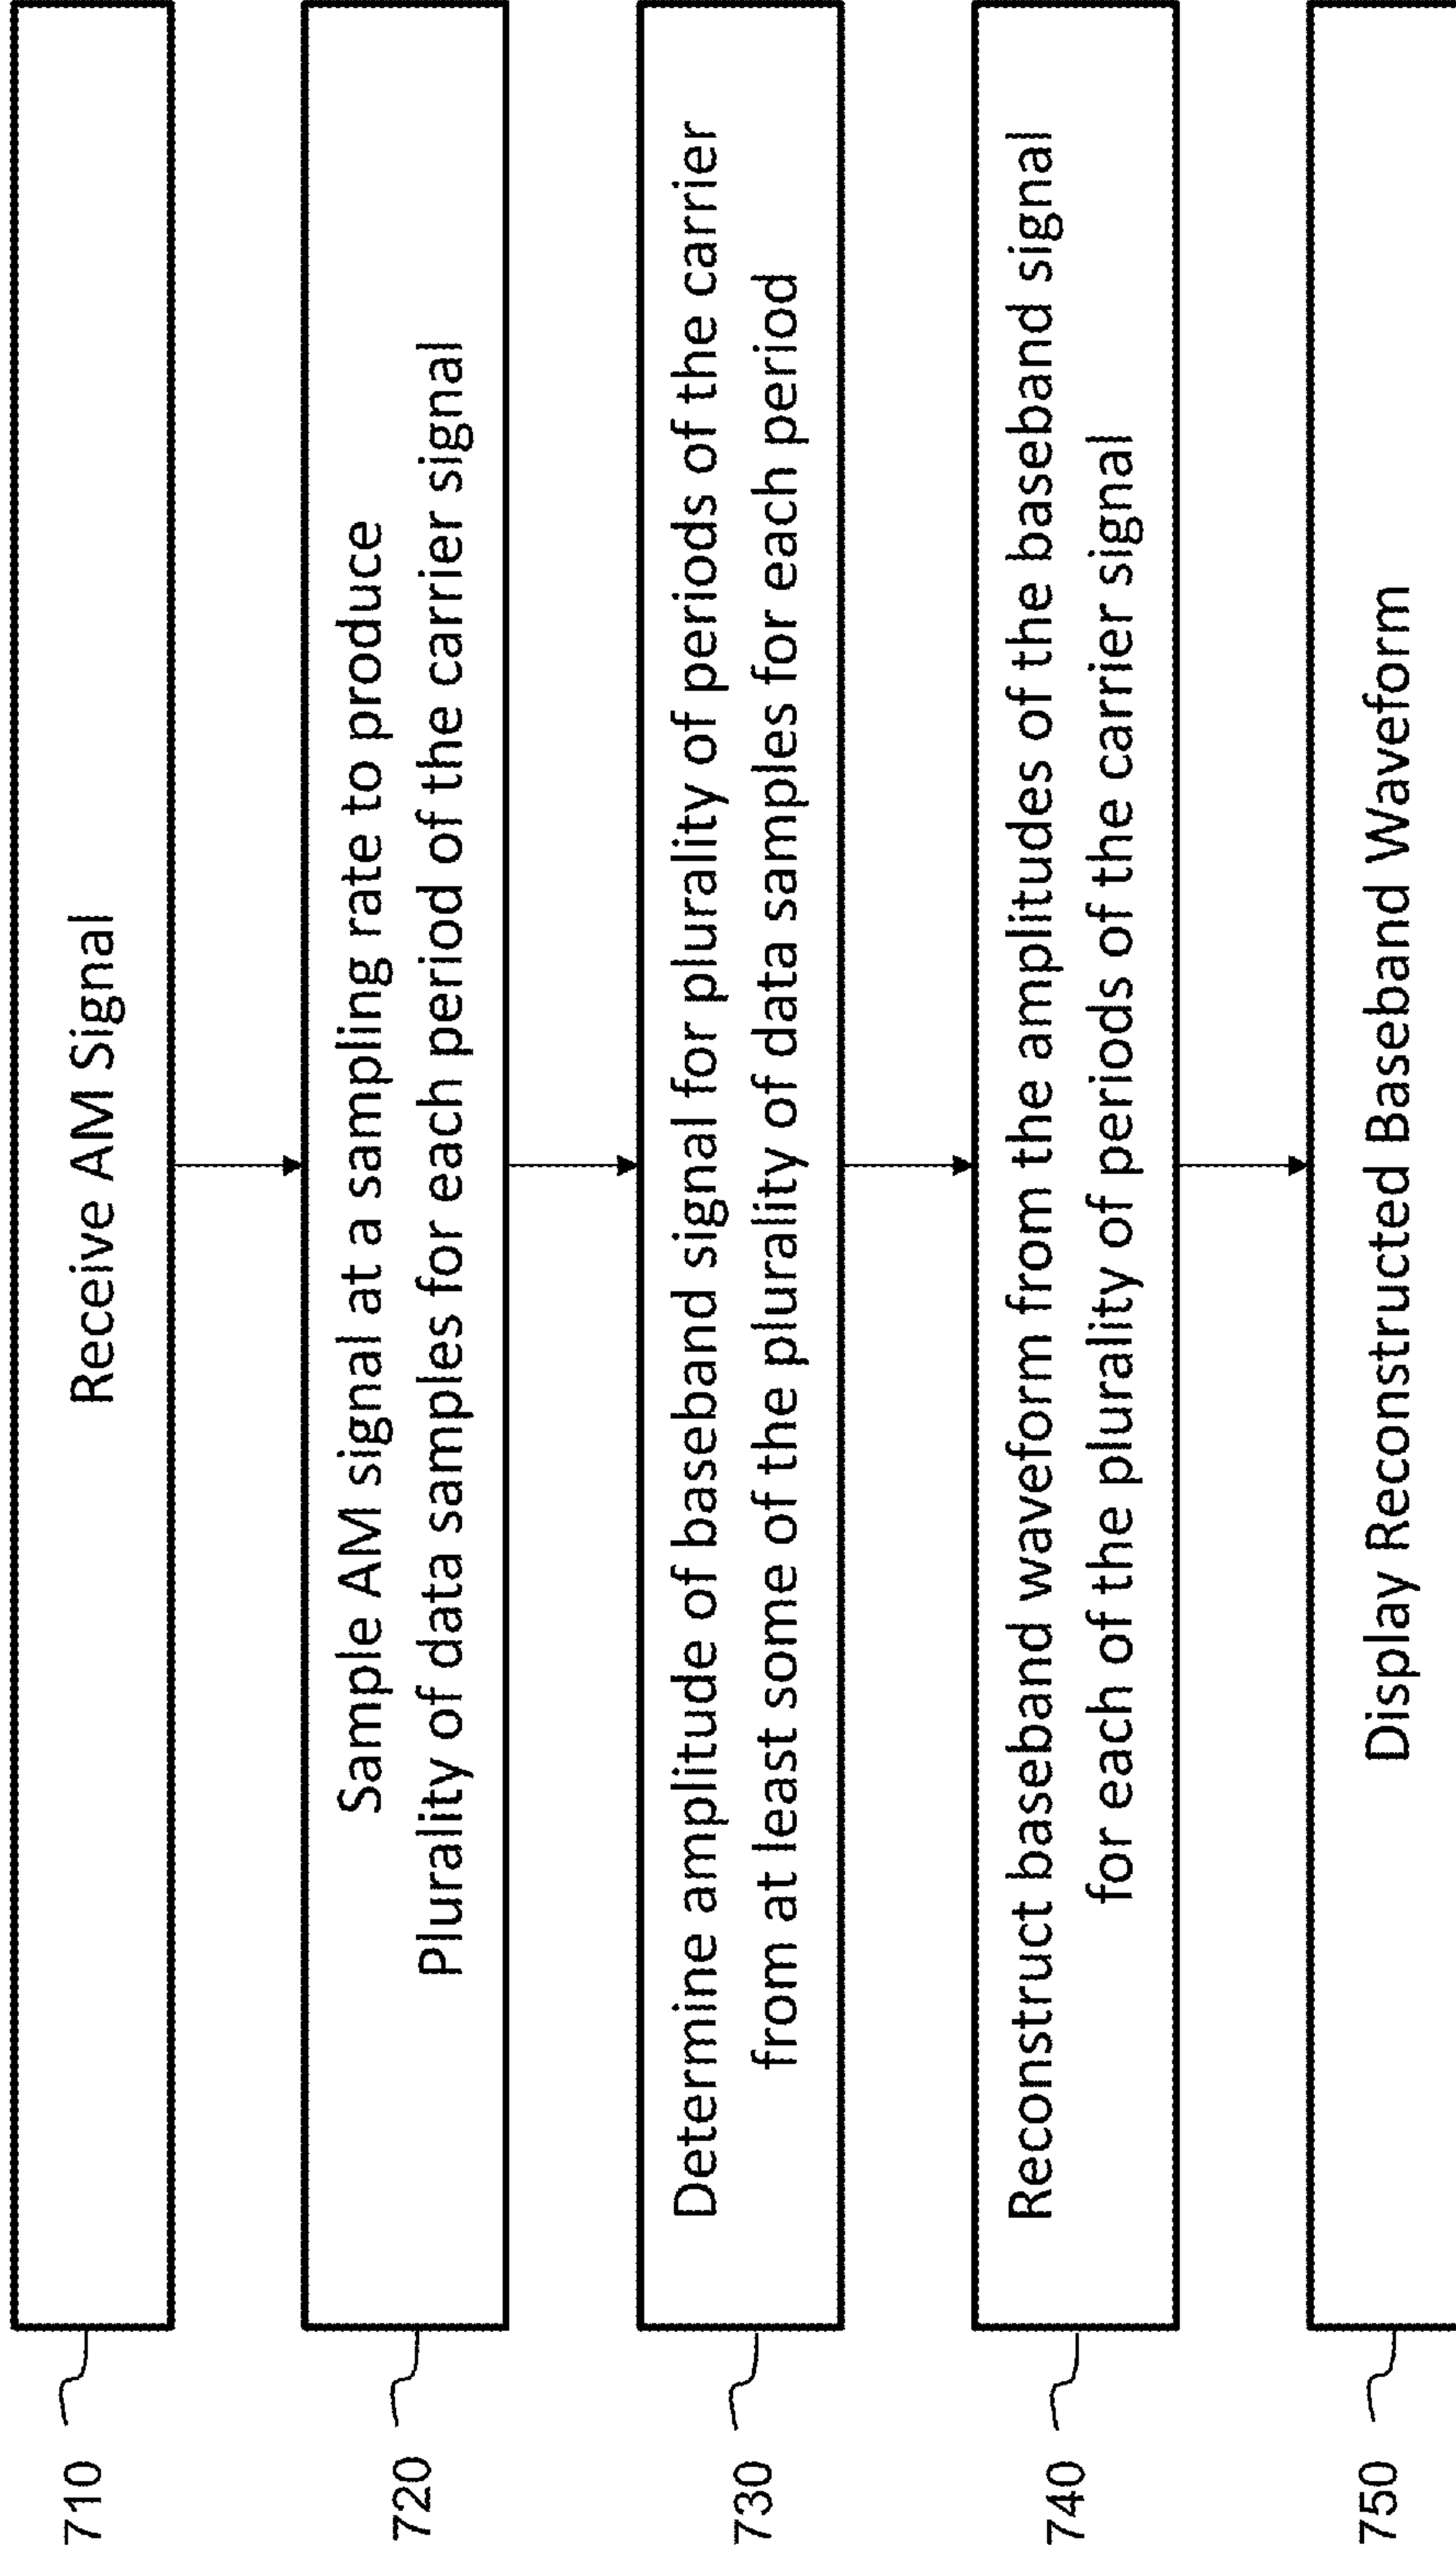 710
Receive AM Signal
720
Sample AM signal at a sampling rate to produce
Plurality of data samples for each period of the carrier signal
730
Determine amplitude of baseband signal for plurality of periods of the carrier
from at least some of the plurality of data samples for each period
740
Reconstruct baseband waveform from the amplitudes of the baseband signal
for each of the plurality of periods of the carrier signal
750
Display Reconstructed Baseband Waveform